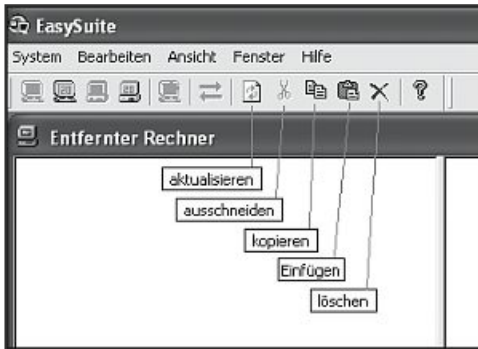 EasySuite
System Bearbeiten Ansicht Fenster Hilfe
Entfernter Rechner
aktualisieren
ausschneiden
kopieren
Einfügen
löschen